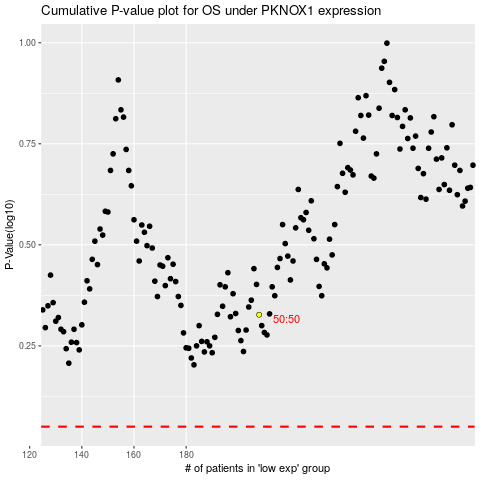 Cumulative P-value plot for OS under PKNOX1 expression
P-Value(log10)
1.00
0.75
0.50
0.25
50:50
120 140 160 180
# of patients in 'low exp' group